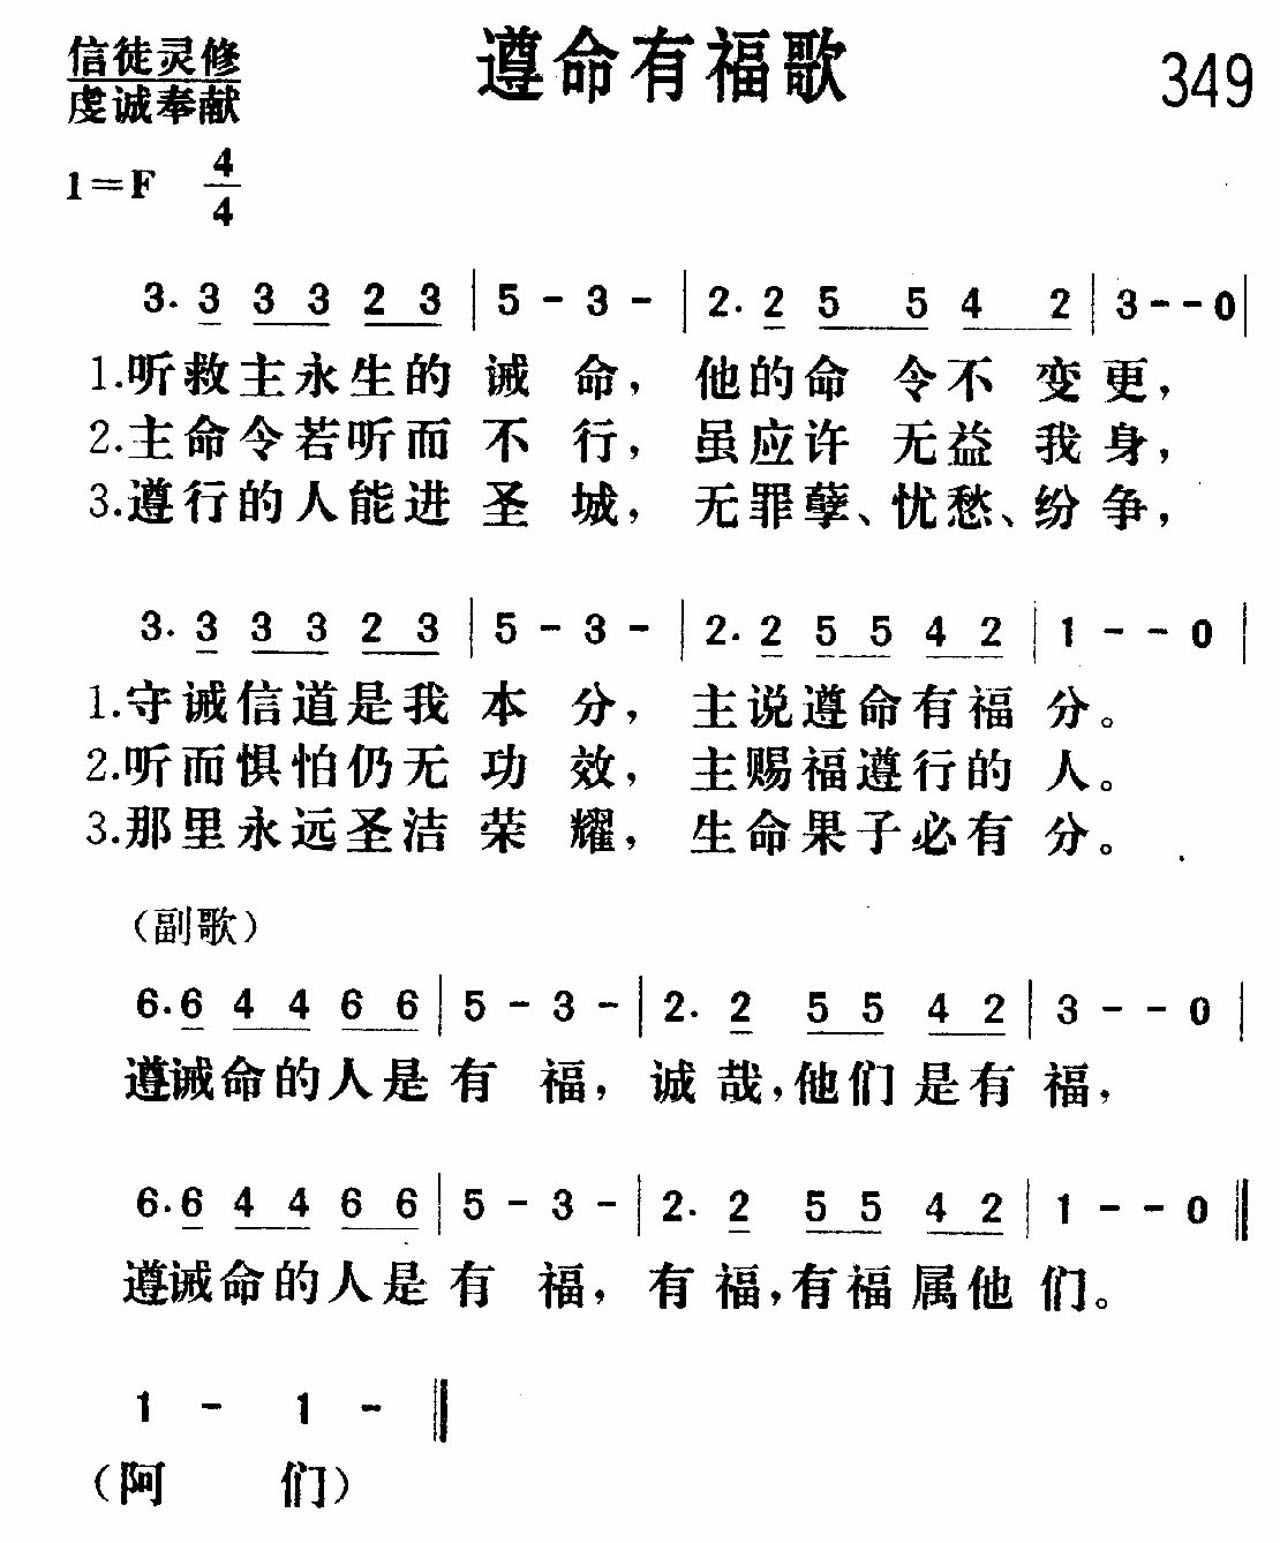 信徒灵修
虔诚奉献
遵命有福歌
349
1=F 4/4
3. 3 3 3 2 3 | 5 - 3 - | 2. 2 5 5 4 2 | 3 - - 0 |
1.听救主永生的诫命，他的命令不变更，
2.主命令若听而不行，虽应许无益我身，
3.遵行的人能进圣城，无罪孽、忧愁、纷争，
3. 3 3 3 2 3 | 5 - 3 - | 2. 2 5 5 4 2 | 1 - - 0 |
1.守诫信道是我本分，主说遵命有福分。
2.听而惧怕仍无功效，主赐福遵行的人。
3.那里永远圣洁荣耀，生命果子必有分。
（副歌）
6. 6 4 4 6 6 | 5 - 3 - | 2. 2 5 5 4 2 | 3 - - 0 |
遵诫命的人是有福，诚哉，他们是有福，
6. 6 4 4 6 6 | 5 - 3 - | 2. 2 5 5 4 2 | 1 - - 0 ‖
遵诫命的人是有福，有福，有福属他们。
1 - 1 - ‖
（阿们）